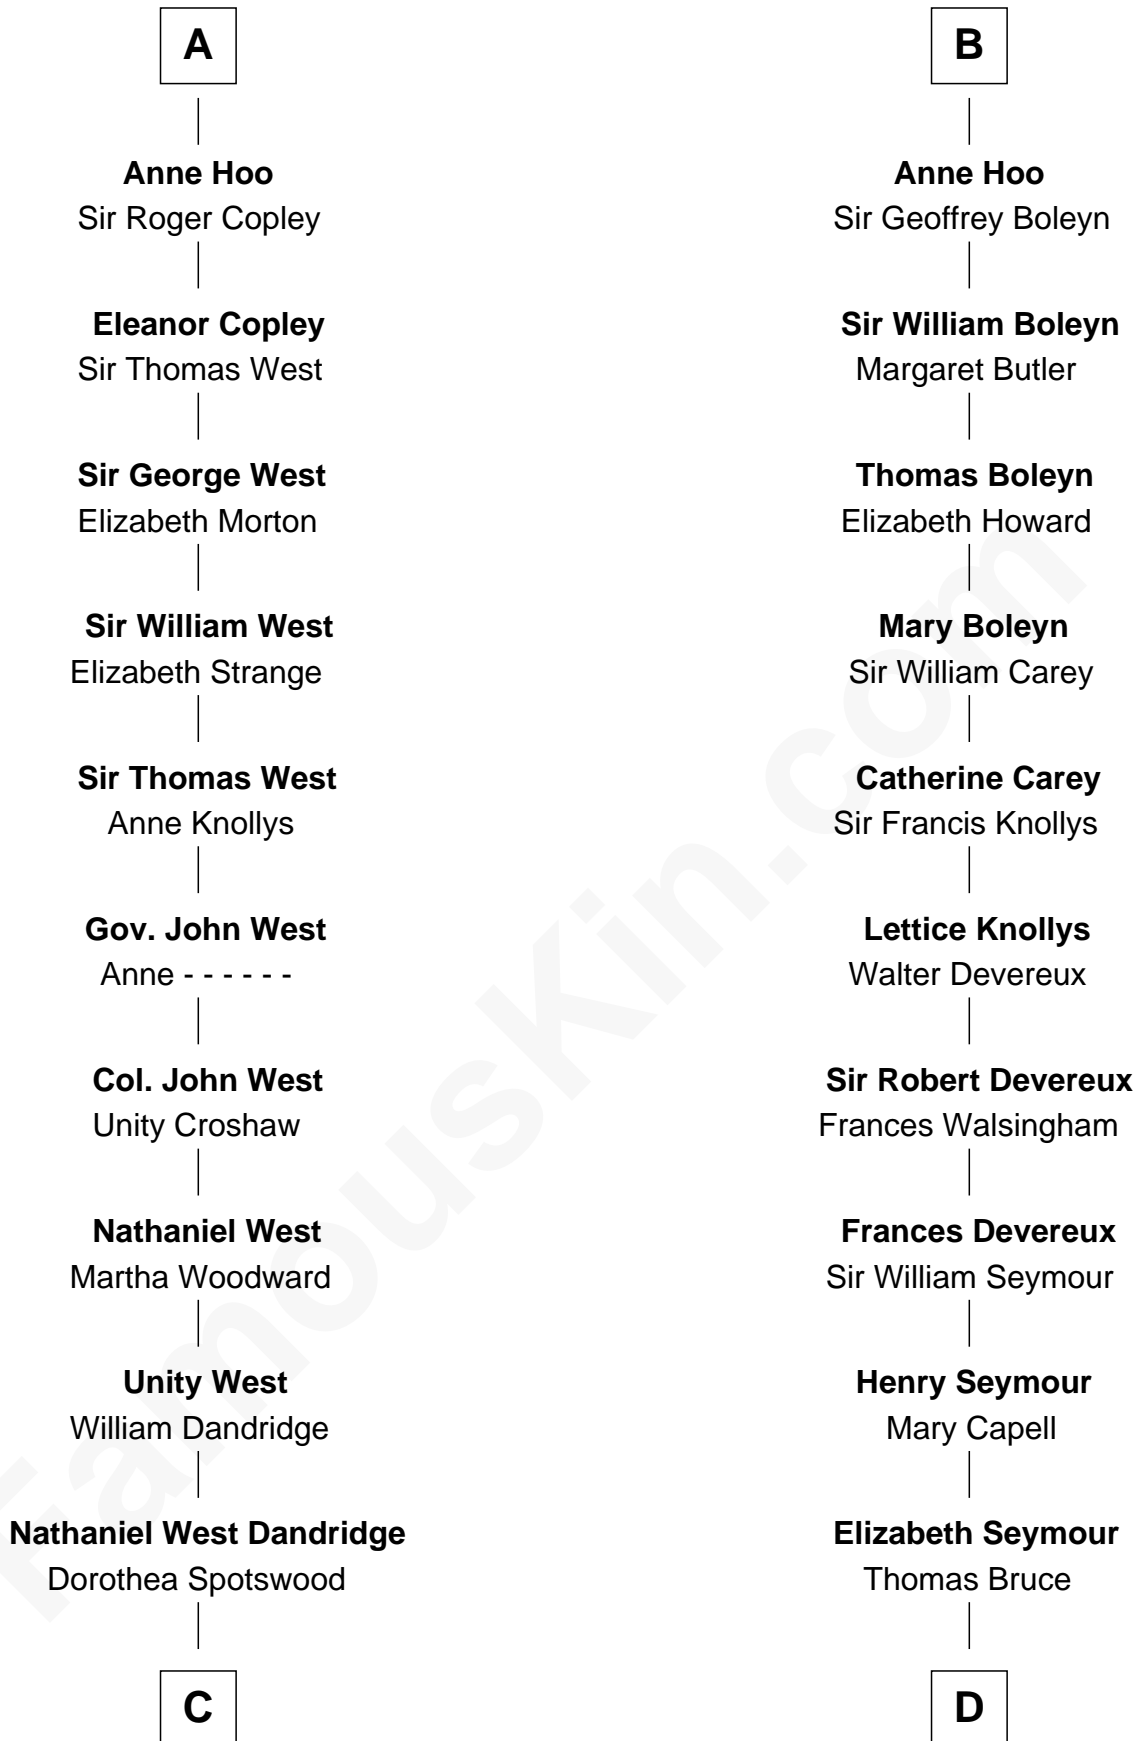 A
Anne Hoo
Sir Roger Copley
Eleanor Copley
Sir Thomas West
Sir George West
Elizabeth Morton
Sir William West
Elizabeth Strange
Sir Thomas West
Anne Knollys
Gov. John West
Anne - - - - - -
Col. John West
Unity Croshaw
Nathaniel West
Martha Woodward
Unity West
William Dandridge
Nathaniel West Dandridge
Dorothea Spotswood
C
B
Anne Hoo
Sir Geoffrey Boleyn
Sir William Boleyn
Margaret Butler
Thomas Boleyn
Elizabeth Howard
Mary Boleyn
Sir William Carey
Catherine Carey
Sir Francis Knollys
Lettice Knollys
Walter Devereux
Sir Robert Devereux
Frances Walsingham
Frances Devereux
Sir William Seymour
Henry Seymour
Mary Capell
Elizabeth Seymour
Thomas Bruce
D
FamousKin.com